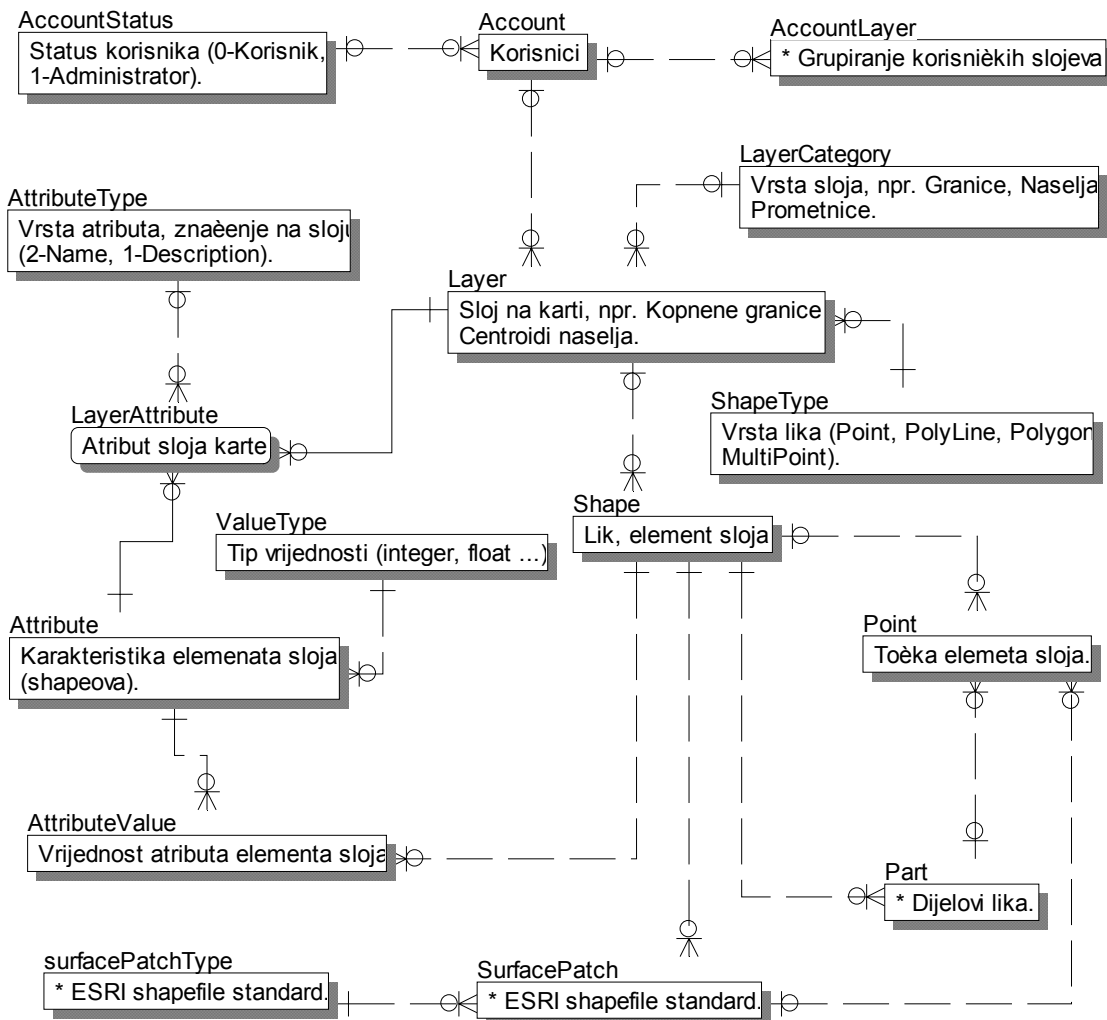 AccountStatus
Status korisnika (0-Korisnik,
1-Administrator).
Account
Korisnici
AccountLayer
* Grupiranje korisnièkih slojeva
LayerCategory
Vrsta sloja, npr. Granice, Naselja
Prometnice.
AttributeType
Vrsta atributa, znaèenje na sloju
(2-Name, 1-Description).
Layer
Sloj na karti, npr. Kopnene granice
Centroidi naselja.
ShapeType
Vrsta lika (Point, PolyLine, Polygon
MultiPoint).
LayerAttribute
Atribut sloja karte
ValueType
Tip vrijednosti (integer, float ...)
Shape
Lik, element sloja
Attribute
Karakteristika elemenata sloja
(shapeova).
Point
Toèka elemeta sloja.
AttributeValue
Vrijednost atributa elementa sloja
Part
* Dijelovi lika.
surfacePatchType
* ESRI shapefile standard.
SurfacePatch
* ESRI shapefile standard.